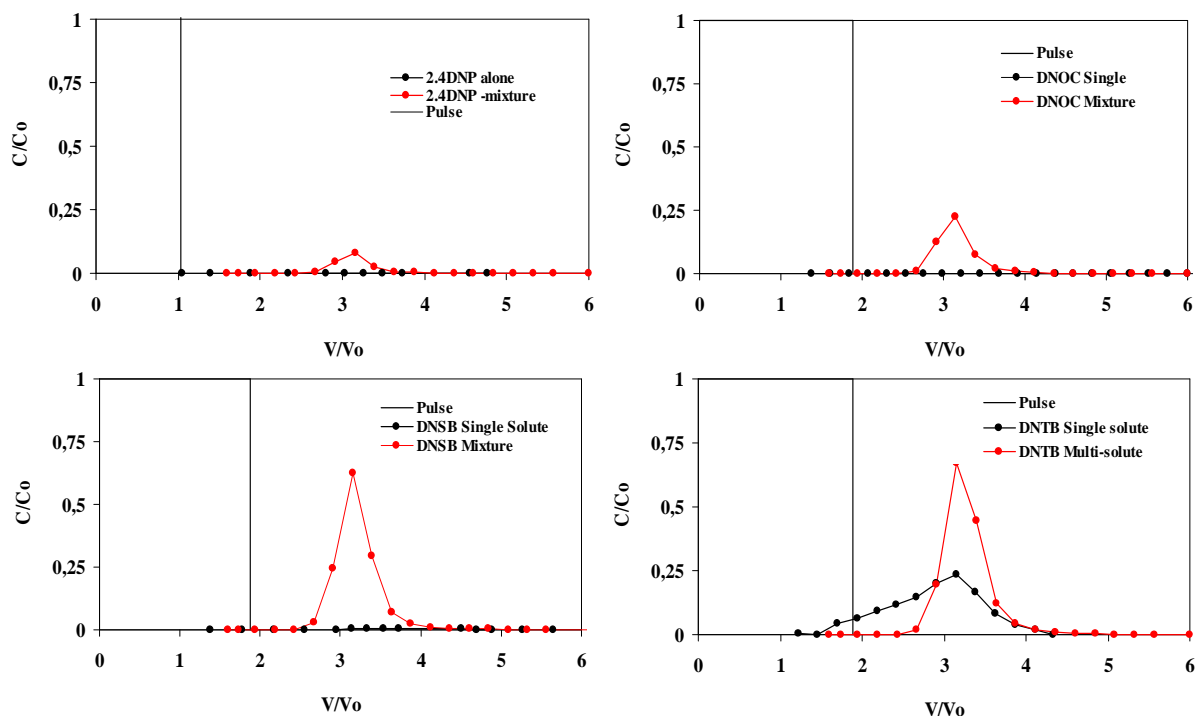 1
0,75
0,5
0,25
0
C/Co
2.4DNP alone
2.4DNP -mixture
Pulse
0 1 2 3 4 5 6
V/Vo
1
0,75
0,5
0,25
0
C/Co
Pulse
DNOC Single
DNOC Mixture
0 1 2 3 4 5 6
V/Vo
1
0,75
0,5
0,25
0
C/Co
Pulse
DNSB Single Solute
DNSB Mixture
0 1 2 3 4 5 6
V/Vo
1
0,75
0,5
0,25
0
C/Co
Pulse
DNTB Single solute
DNTB Multi-solute
0 1 2 3 4 5 6
V/Vo